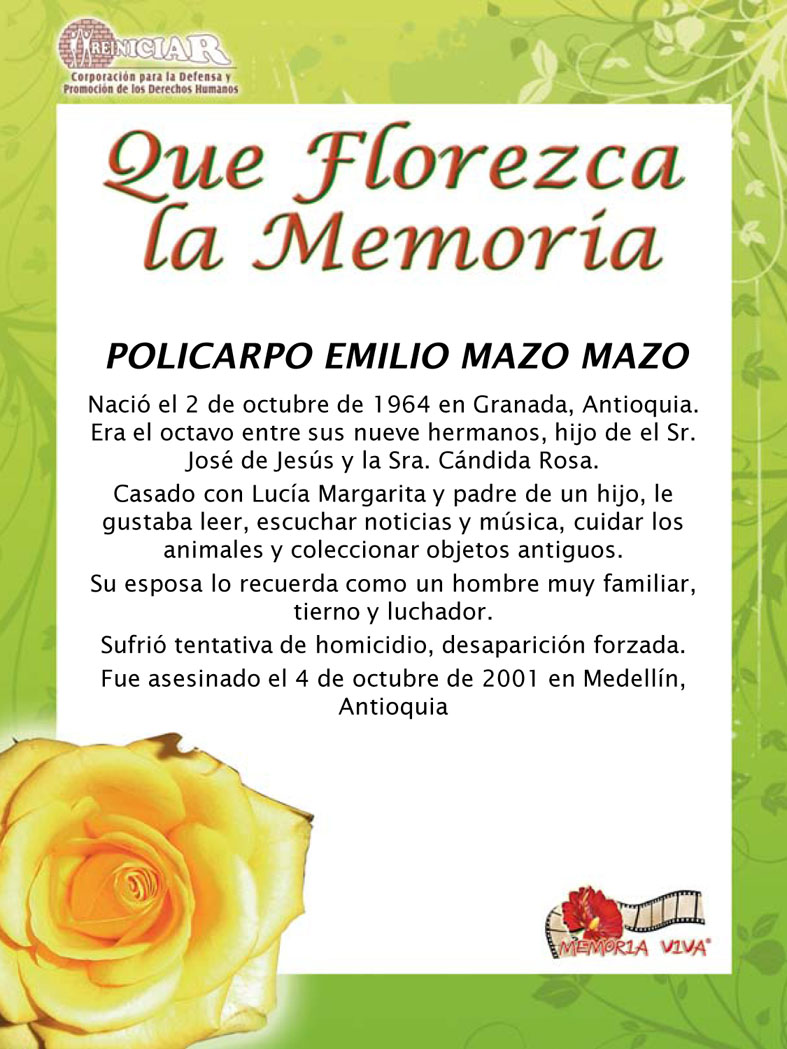 REINICIAR
Corporación para la Defensa y
Promoción de los Derechos Humanos
Que Florezca
la Memoria
POLICARPO EMILIO MAZO MAZO
Nació el 2 de octubre de 1964 en Granada, Antioquia.
Era el octavo entre sus nueve hermanos, hijo de el Sr.
José de Jesús y la Sra. Cándida Rosa.
Casado con Lucía Margarita y padre de un hijo, le
gustaba leer, escuchar noticias y música, cuidar los
animales y coleccionar objetos antiguos.
Su esposa lo recuerda como un hombre muy familiar,
tierno y luchador.
Sufrió tentativa de homicidio, desaparición forzada.
Fue asesinado el 4 de octubre de 2001 en Medellín,
Antioquia
MEMORIA VIVA®